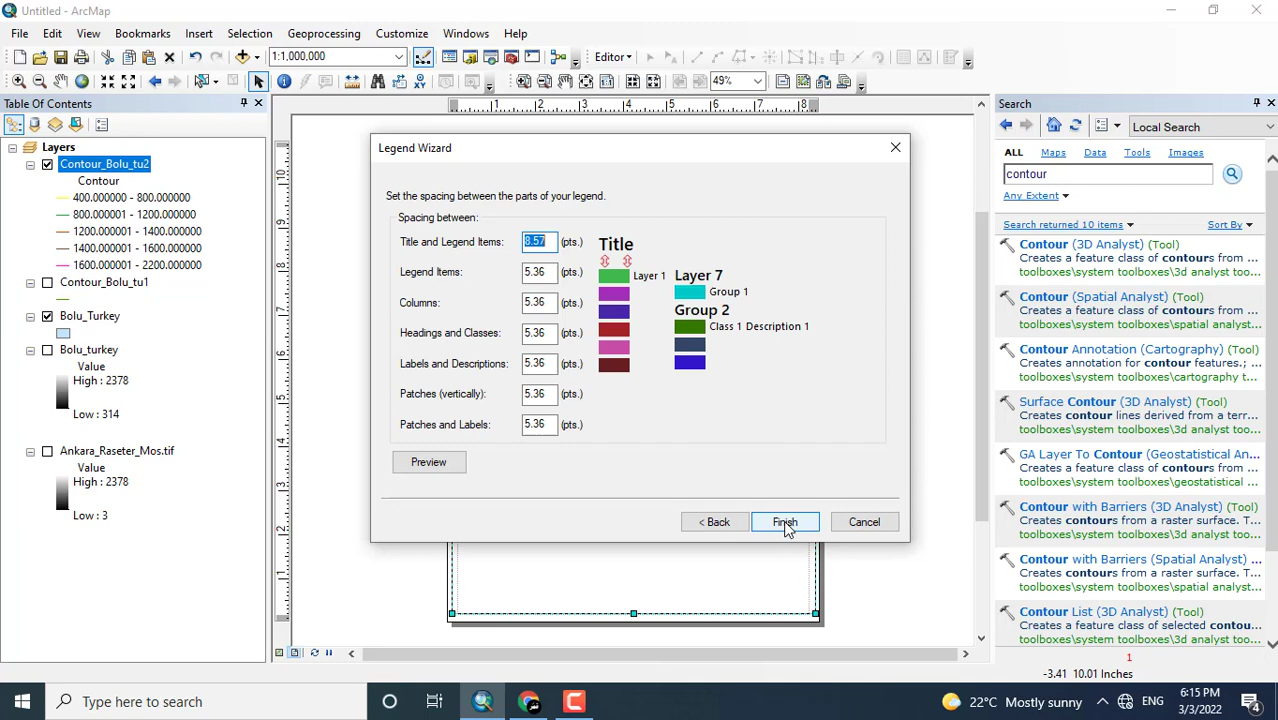 Untitled - ArcMap
File Edit View Bookmarks Insert Selection Geoprocessing Customize Windows Help
1:1,000,000
Editor
49%
Table Of Contents
Layers
Contour_Bolu_tu2
Contour
400.000000 - 800.000000
800.000001 - 1200.000000
1200.000001 - 1400.000000
1400.000001 - 1600.000000
1600.000001 - 2200.000000
Contour_Bolu_tu1
Bolu_Turkey
Bolu_turkey
Value
High : 2378
Low : 314
Ankara_Raseter_Mos.tif
Value
High : 2378
Low : 3
1 2 3 4 5 6 7 8
Legend Wizard
Set the spacing between the parts of your legend.
Spacing between:
Title and Legend Items: 8.57 (pts.)
Legend Items: 5.36 (pts.)
Columns: 5.36 (pts.)
Headings and Classes: 5.36 (pts.)
Labels and Descriptions: 5.36 (pts.)
Patches (vertically): 5.36 (pts.)
Patches and Labels: 5.36 (pts.)
Title
Layer 1
Layer 7
Group 1
Group 2
Class 1 Description 1
Preview
< Back Finish Cancel
Search
Local Search
ALL Maps Data Tools Images
contour
Any Extent
Search returned 10 items Sort By
Contour (3D Analyst) (Tool)
Creates a feature class of contours from ...
toolboxes\system toolboxes\3d analyst too...
Contour (Spatial Analyst) (Tool)
Creates a feature class of contours from ...
toolboxes\system toolboxes\spatial analyst...
Contour Annotation (Cartography) (Tool)
Creates annotation for contour features.; ...
toolboxes\system toolboxes\cartography t...
Surface Contour (3D Analyst) (Tool)
Creates contour lines derived from a terr...
toolboxes\system toolboxes\3d analyst too...
GA Layer To Contour (Geostatistical An...
Creates a feature class of contours from ...
toolboxes\system toolboxes\geostatistical ...
Contour with Barriers (3D Analyst) (Tool)
Creates contours from a raster surface. T...
toolboxes\system toolboxes\3d analyst too...
Contour with Barriers (Spatial Analyst) ...
Creates contours from a raster surface. T...
toolboxes\system toolboxes\spatial analyst...
Contour List (3D Analyst) (Tool)
Creates a feature class of selected contou...
toolboxes\system toolboxes\3d analyst too...
1
-3.41 10.01 Inches
Type here to search
22°C Mostly sunny
ENG
6:15 PM
3/3/2022
4